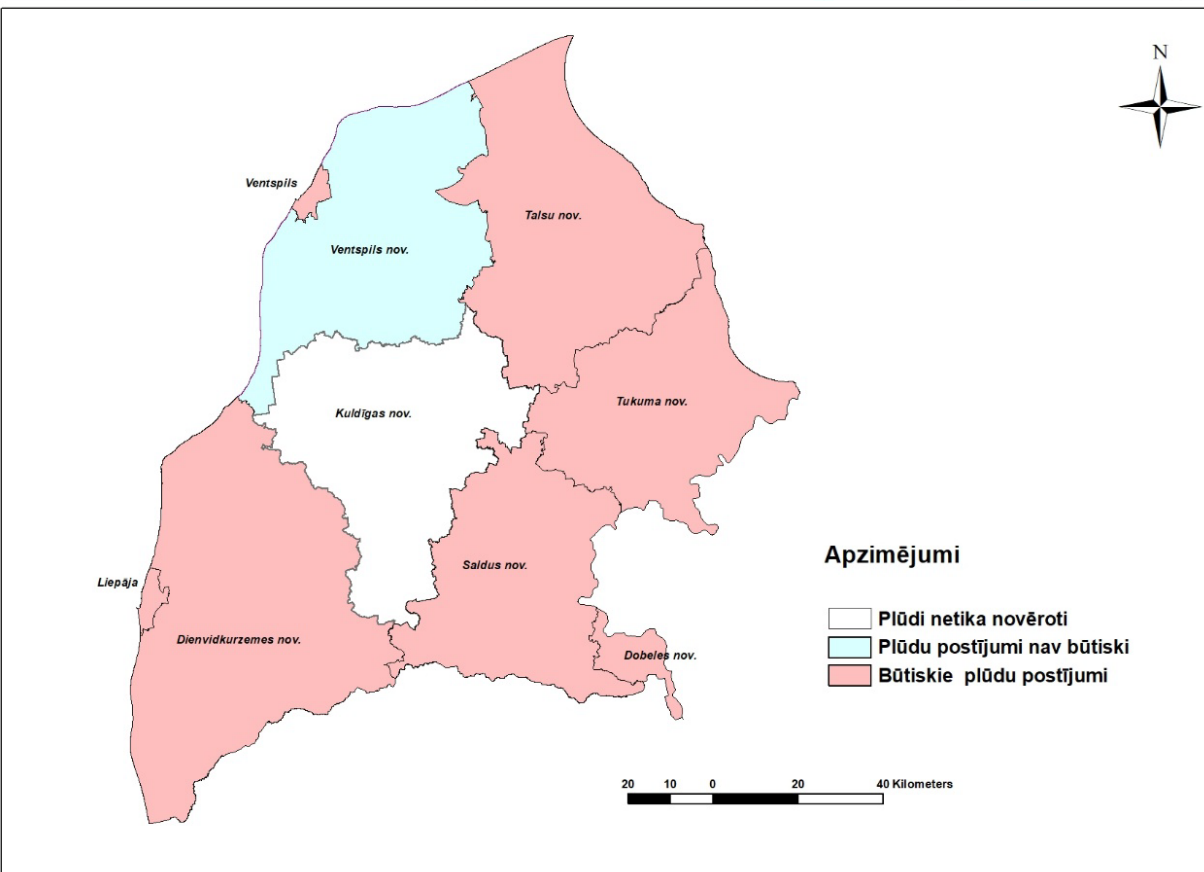 N
Ventspils
Talsu nov.
Ventspils nov.
Tukuma nov.
Kuldīgas nov.
Saldus nov.
Liepāja
Dienvidkurzemes nov.
Dobeles nov.
Apzīmējumi
Plūdi netika novēroti
Plūdu postījumi nav būtiski
Būtiskie plūdu postījumi
20 10 0 20 40 Kilometers